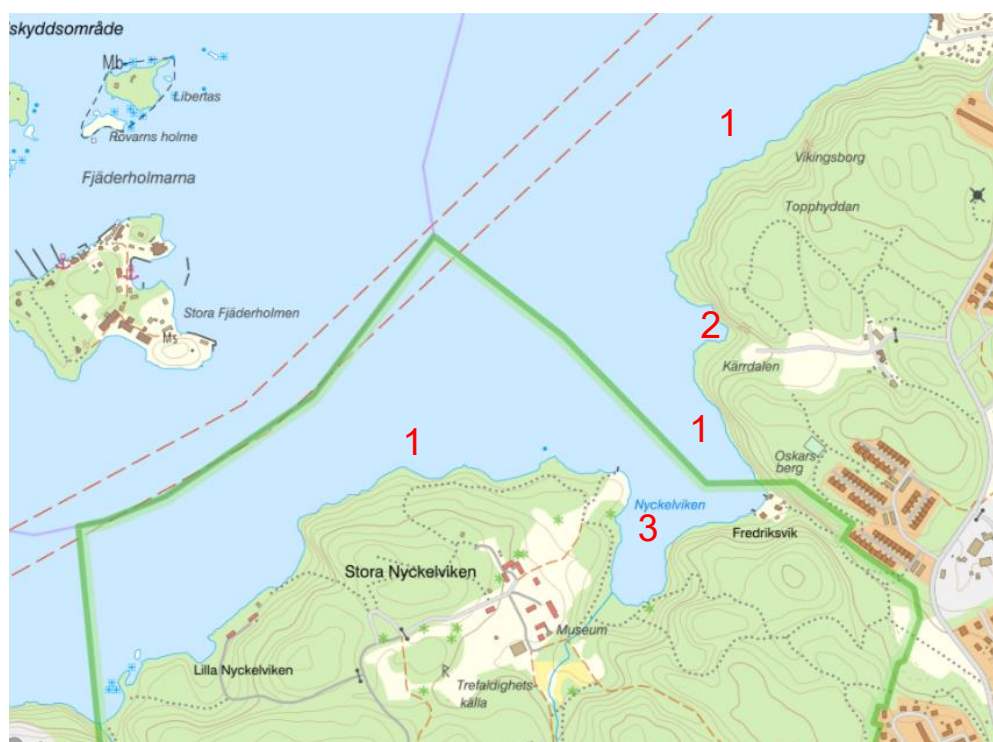 skyddsområde
Mb
Libertas
Rövarns holme
Fjäderholmarna
1
Vikingsborg
Topphyddan
Stora Fjäderholmen
Ms
2
Kärrdalen
1
1
Oskars-
berg
Nyckelviken
3
Fredriksvik
Stora Nyckelviken
Museum
Lilla Nyckelviken
R
Trefaldighets-
källa